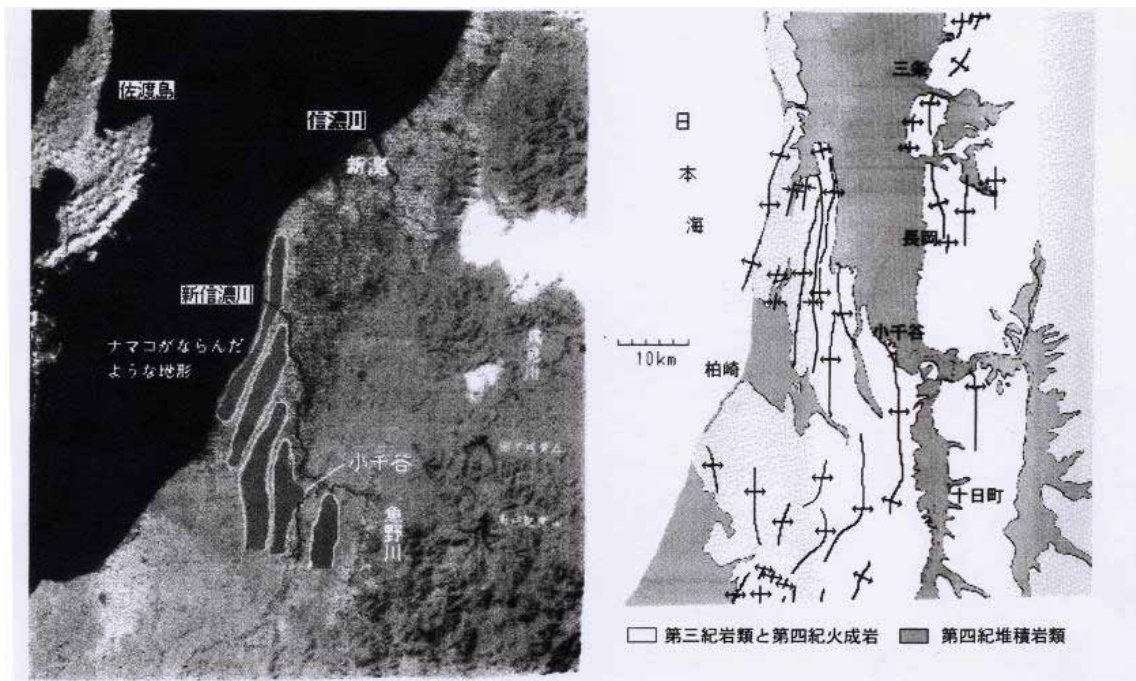 佐渡島
信濃川
新潟
新信濃川
ナマコがならんだ
ような地形
小千谷
魚野川
三条
日本海
長岡
小千谷
10km
柏崎
十日町
第三紀岩類と第四紀火成岩
第四紀堆積岩類